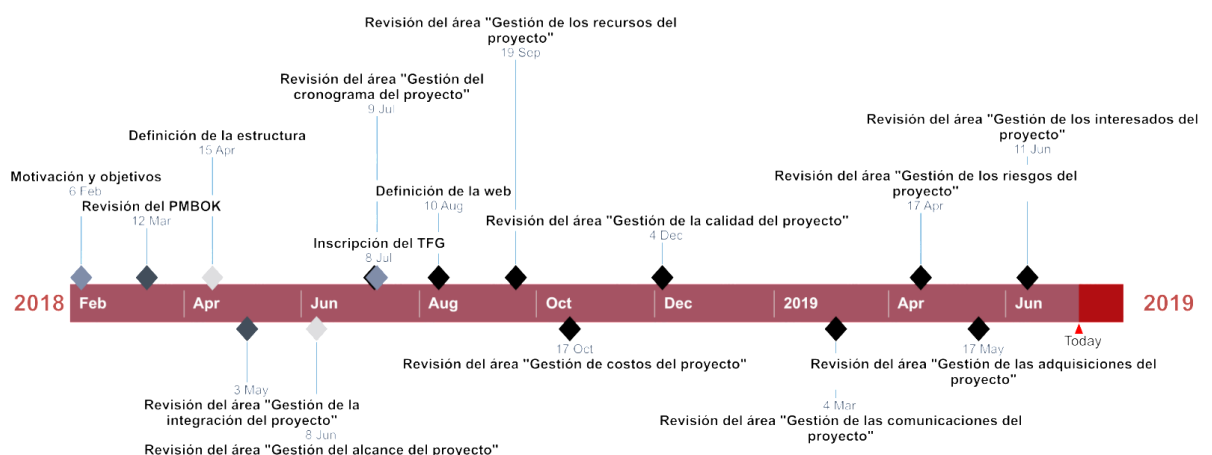 Revisión del área "Gestión de los recursos del
proyecto"
19 Sep
Revisión del área "Gestión del
cronograma del proyecto"
9 Jul
Revisión del área "Gestión de los interesados del
proyecto"
11 Jun
Definición de la estructura
15 Apr
Motivación y objetivos
6 Feb
Revisión del área "Gestión de los riesgos del
proyecto"
17 Apr
Definición de la web
10 Aug
Revisión del PMBOK
12 Mar
Revisión del área "Gestión de la calidad del proyecto"
4 Dec
Inscripción del TFG
8 Jul
2018 Feb Apr Jun Aug Oct Dec 2019 Apr Jun 2019
Today
17 Oct
Revisión del área "Gestión de costos del proyecto"
17 May
Revisión del área "Gestión de las adquisiciones del
proyecto"
3 May
Revisión del área "Gestión de la
integración del proyecto"
4 Mar
Revisión del área "Gestión de las comunicaciones del
proyecto"
8 Jun
Revisión del área "Gestión del alcance del proyecto"